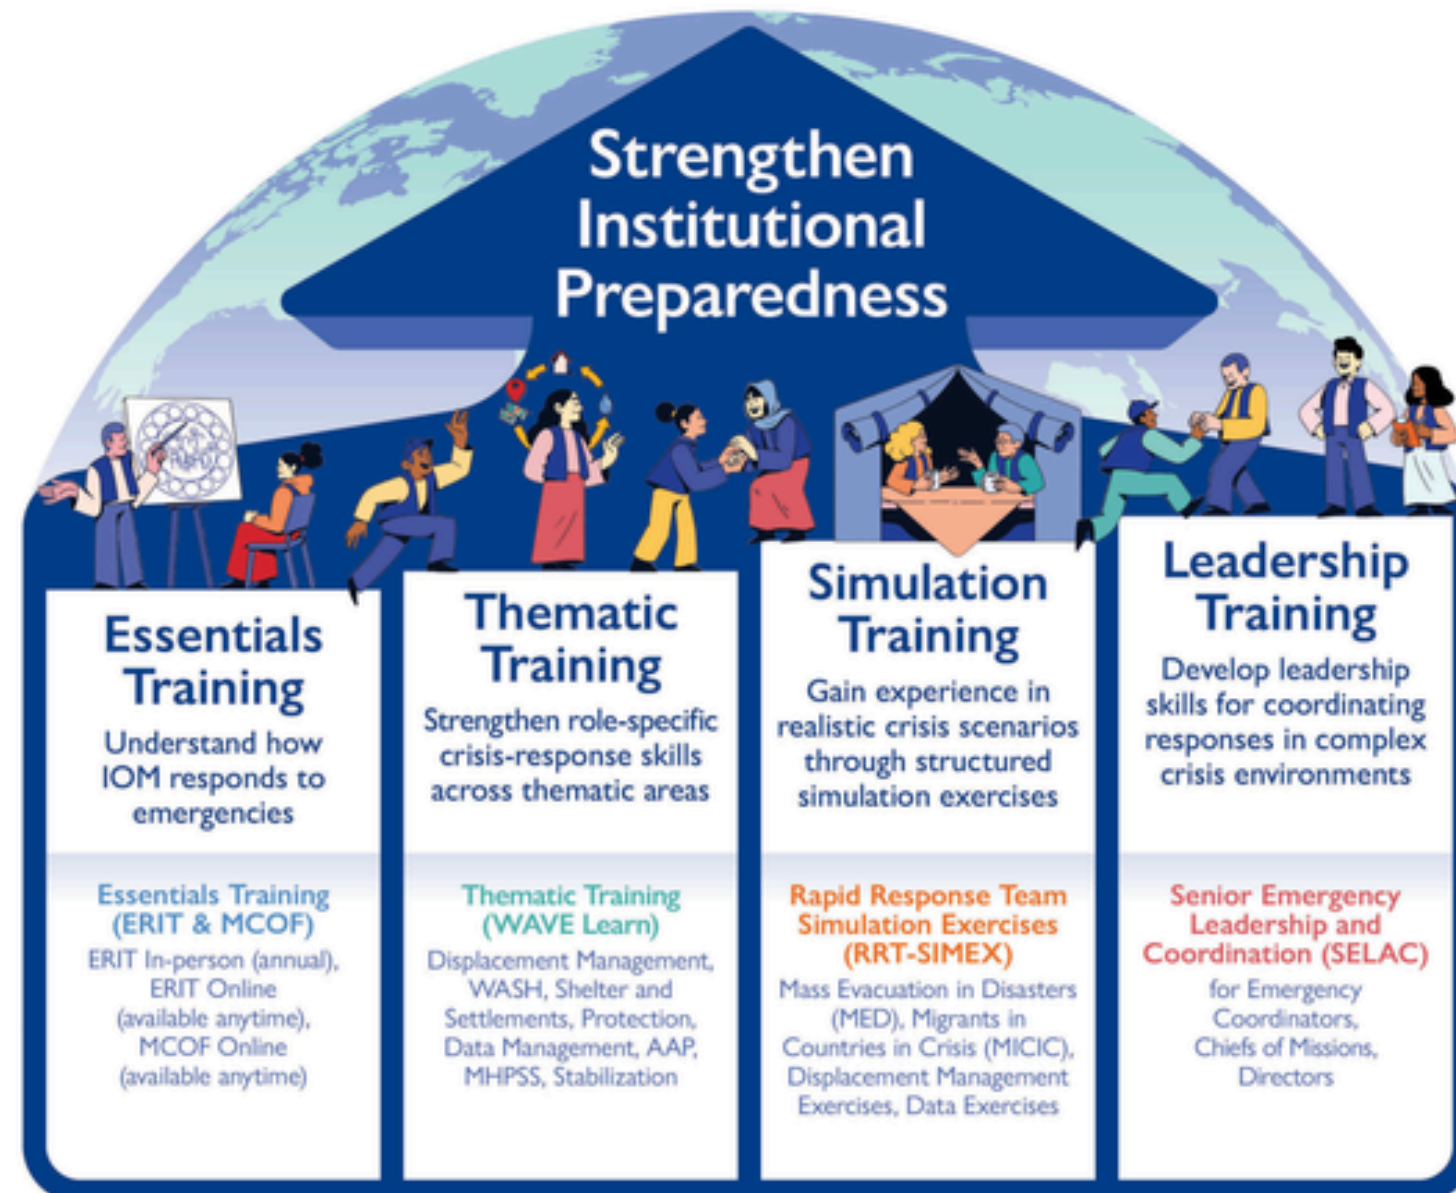 Strengthen
Institutional
Preparedness
Essentials
Training
Understand how
IOM responds to
emergencies
Essentials Training
(ERIT & MCOF)
ERIT In-person (annual),
ERIT Online
(available anytime),
MCOF Online
(available anytime)
Thematic
Training
Strengthen role-specific
crisis-response skills
across thematic areas
Thematic Training
(WAVE Learn)
Displacement Management,
WASH, Shelter and
Settlements, Protection,
Data Management, AAP,
MHPSS, Stabilization
Simulation
Training
Gain experience in
realistic crisis scenarios
through structured
simulation exercises
Rapid Response Team
Simulation Exercises
(RRT-SIMEX)
Mass Evacuation in Disasters
(MED), Migrants in
Countries in Crisis (MICIC),
Displacement Management
Exercises, Data Exercises
Leadership
Training
Develop leadership
skills for coordinating
responses in complex
crisis environments
Senior Emergency
Leadership and
Coordination (SELAC)
for Emergency
Coordinators,
Chiefs of Missions,
Directors